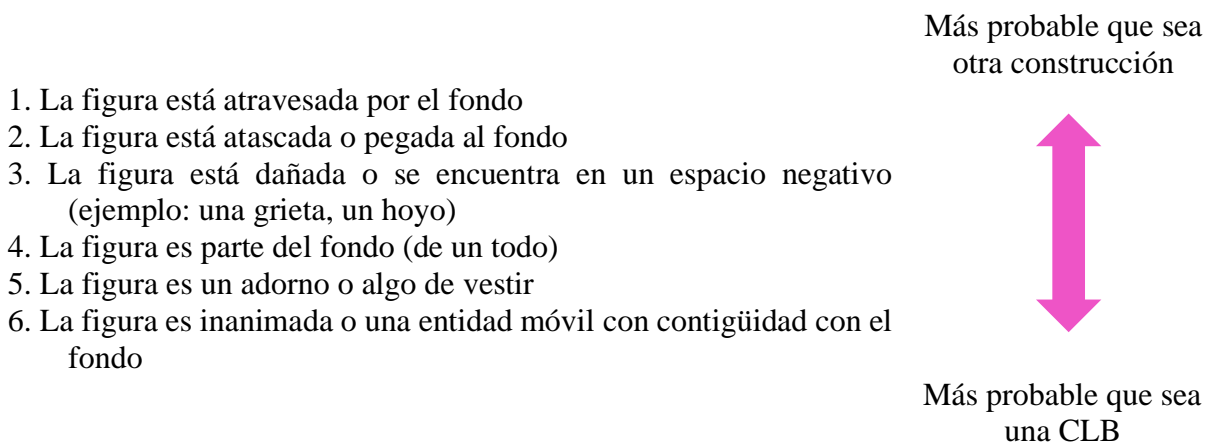 Más probable que sea
otra construcción
1. La figura está atravesada por el fondo
2. La figura está atascada o pegada al fondo
3. La figura está dañada o se encuentra en un espacio negativo
(ejemplo: una grieta, un hoyo)
4. La figura es parte del fondo (de un todo)
5. La figura es un adorno o algo de vestir
6. La figura es inanimada o una entidad móvil con contigüidad con el
fondo
Más probable que sea
una CLB